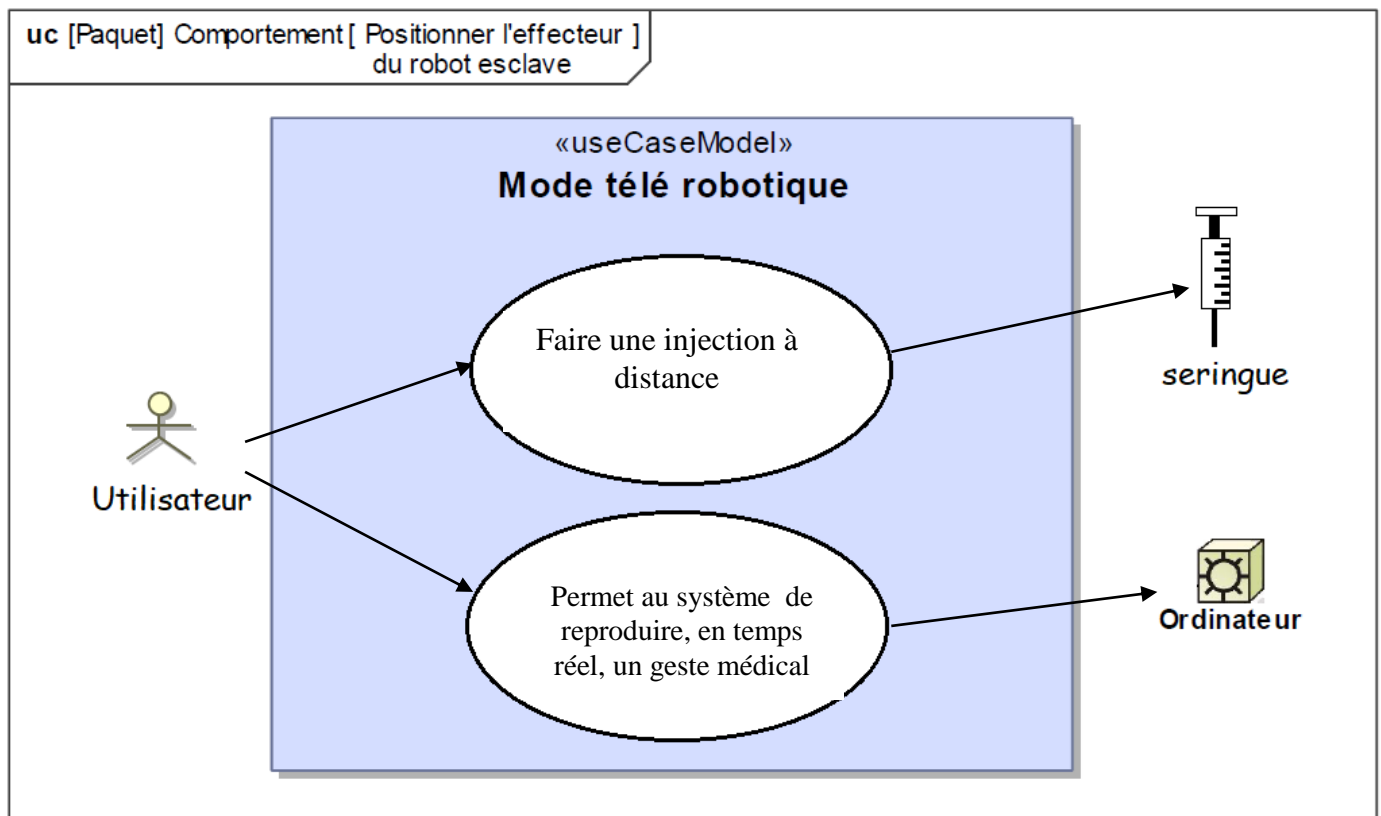 uc [Paquet] Comportement [ Positionner l'effecteur ]
du robot esclave
«useCaseModel»
Mode télé robotique
Faire une injection à
distance
seringue
Utilisateur
Permet au système de
reproduire, en temps
réel, un geste médical
Ordinateur